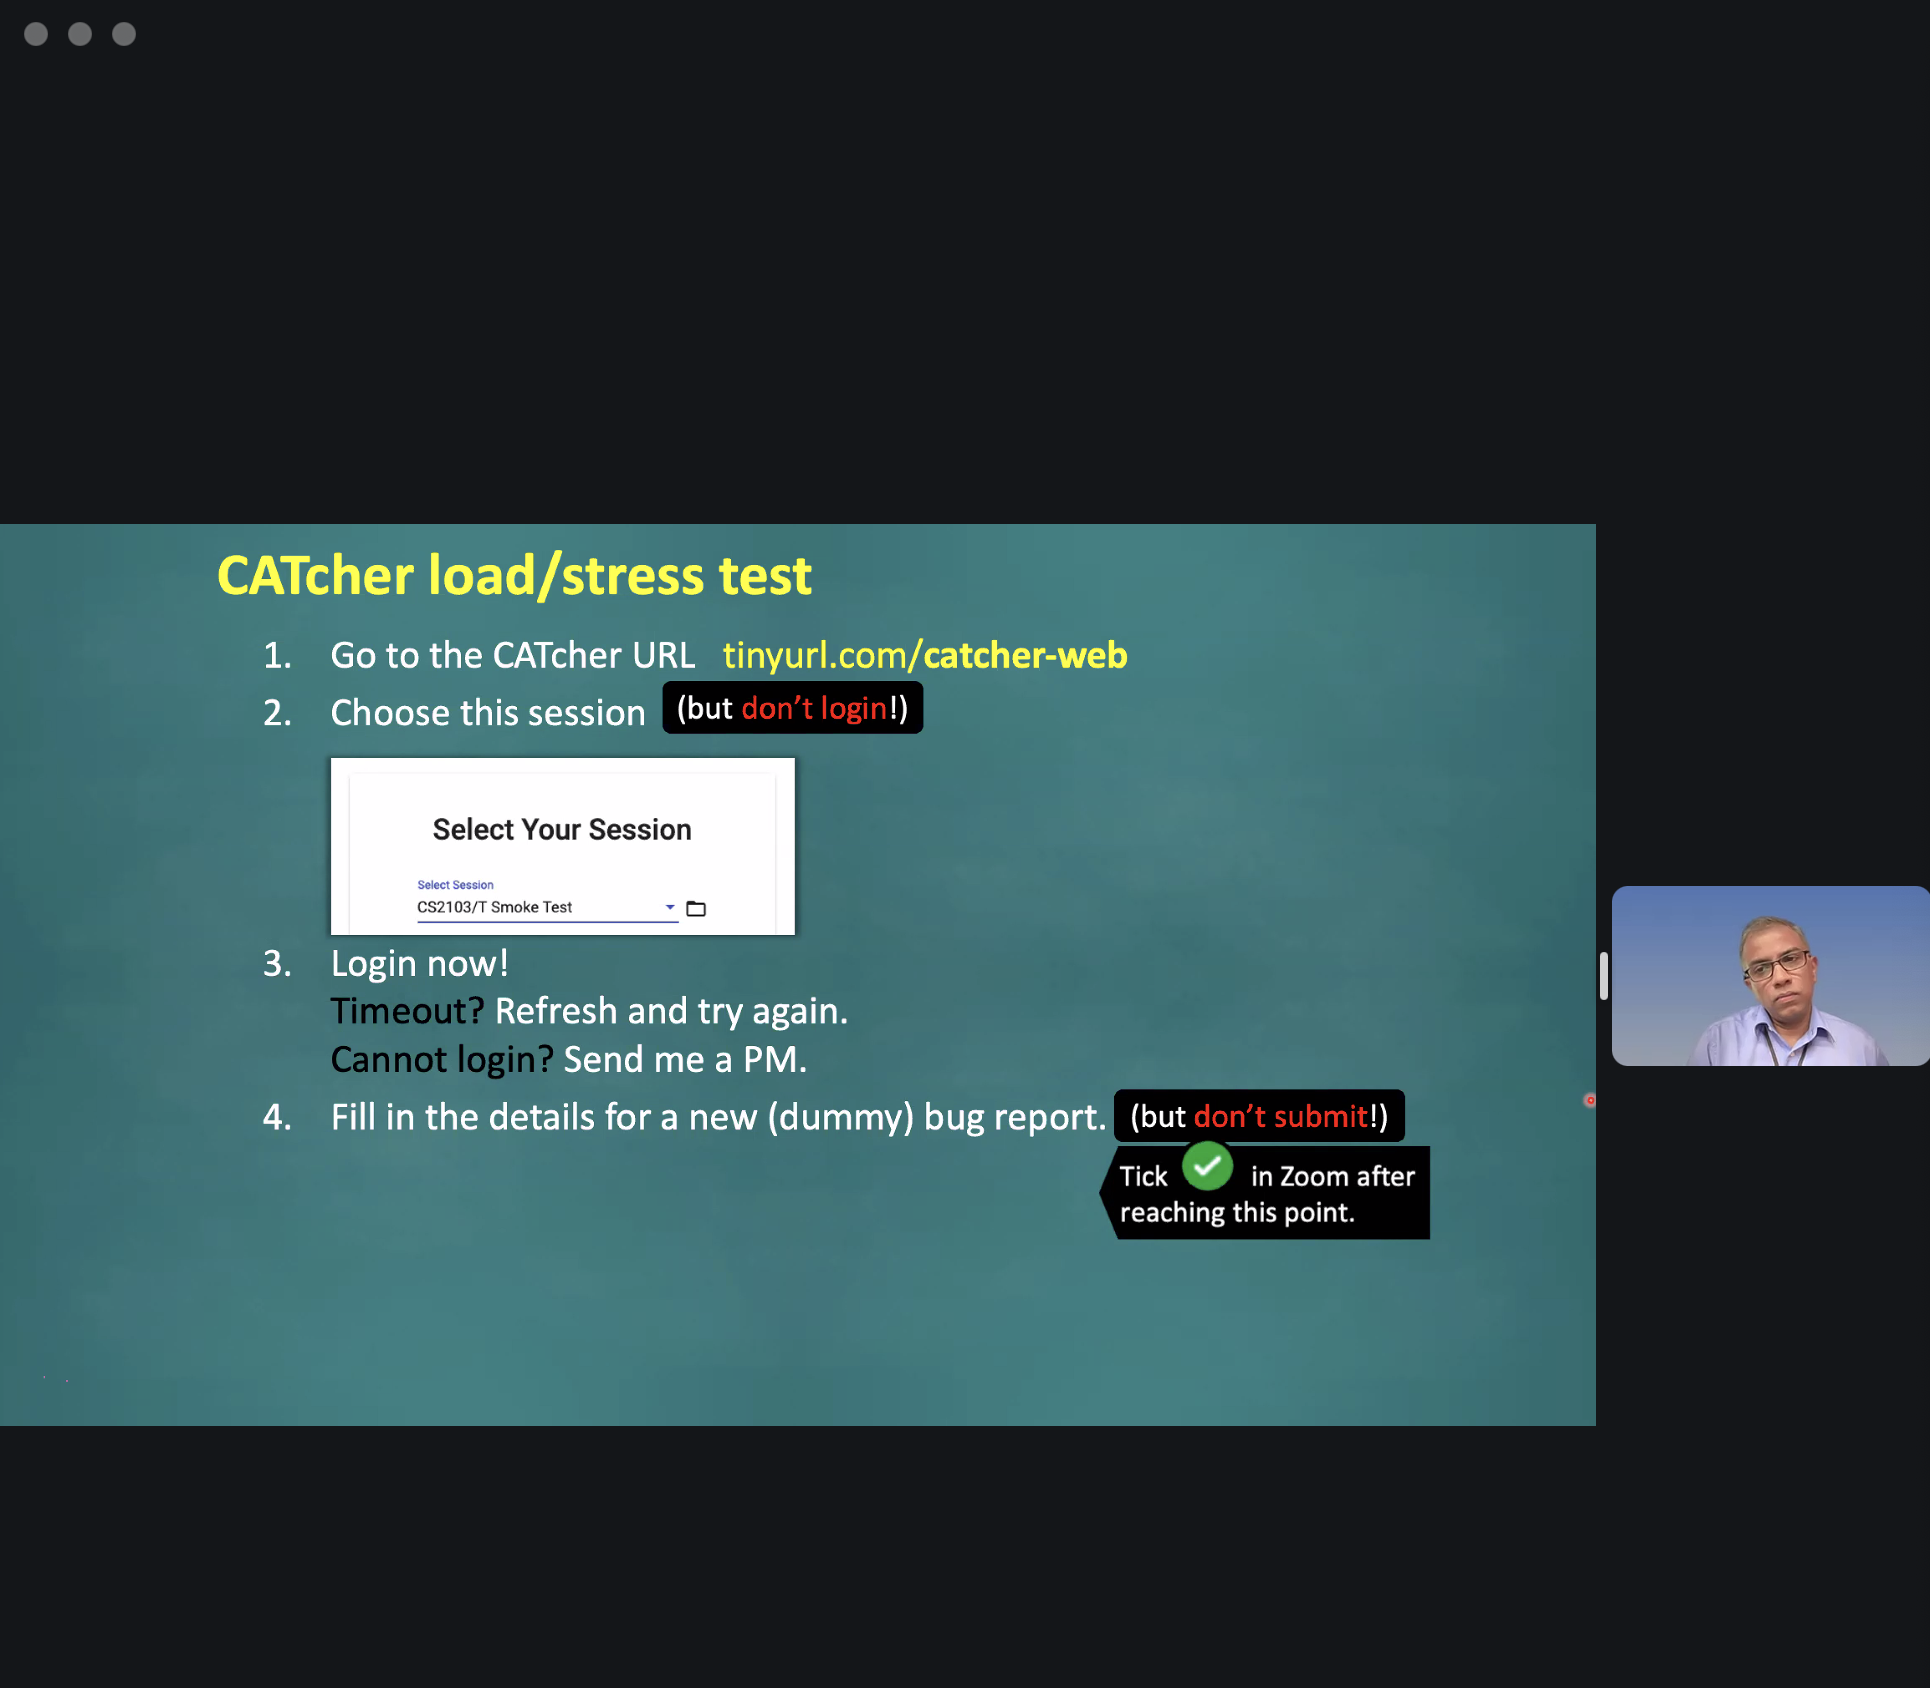 CATcher load/stress test
1. Go to the CATcher URL tinyurl.com/catcher-web
2. Choose this session (but don't login!)
Select Your Session
Select Session
CS2103/T Smoke Test
3. Login now!
Timeout? Refresh and try again.
Cannot login? Send me a PM.
4. Fill in the details for a new (dummy) bug report. (but don't submit!)
Tick in Zoom after
reaching this point.